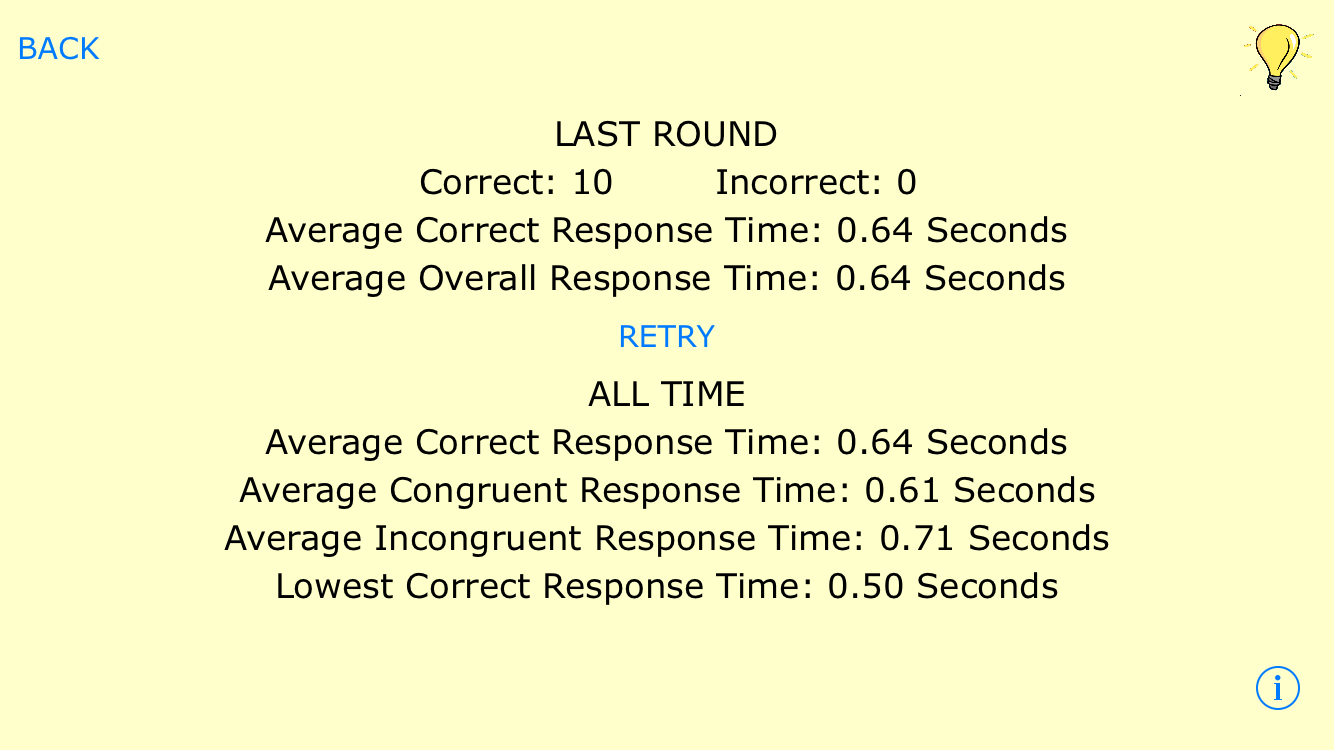 BACK
LAST ROUND
Correct: 10 Incorrect: 0
Average Correct Response Time: 0.64 Seconds
Average Overall Response Time: 0.64 Seconds
RETRY
ALL TIME
Average Correct Response Time: 0.64 Seconds
Average Congruent Response Time: 0.61 Seconds
Average Incongruent Response Time: 0.71 Seconds
Lowest Correct Response Time: 0.50 Seconds
i